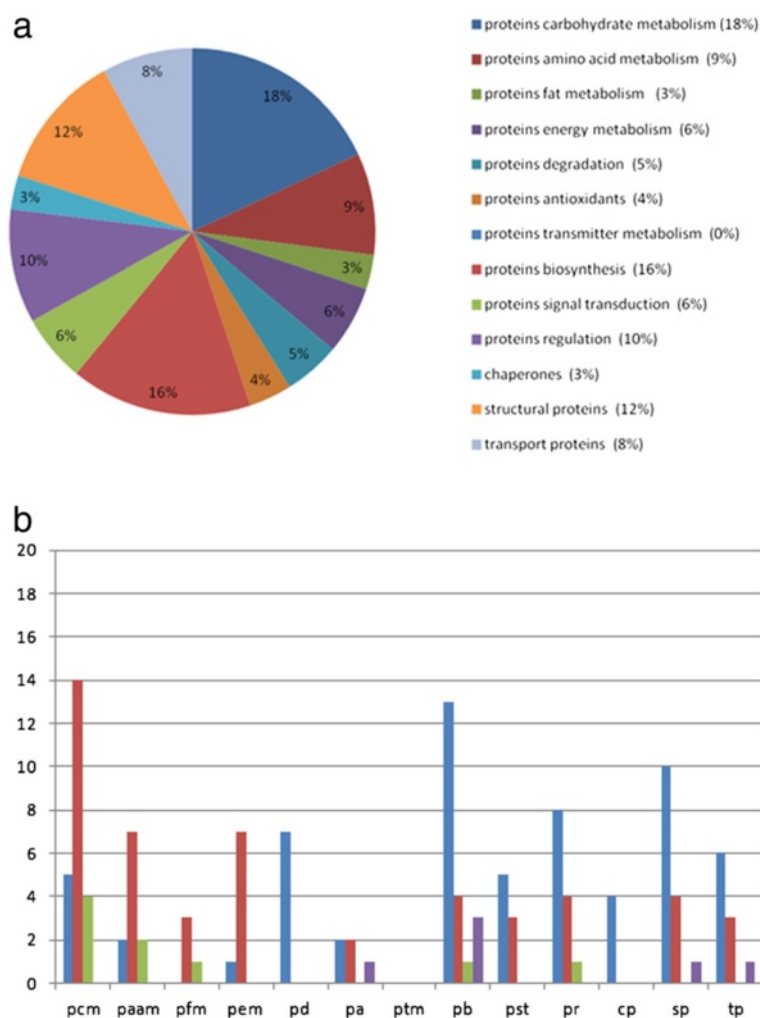 a
18%
9%
3%
6%
5%
4%
16%
6%
10%
3%
12%
8%
proteins carbohydrate metabolism (18%)
proteins amino acid metabolism (9%)
proteins fat metabolism (3%)
proteins energy metabolism (6%)
proteins degradation (5%)
proteins antioxidants (4%)
proteins transmitter metabolism (0%)
proteins biosynthesis (16%)
proteins signal transduction (6%)
proteins regulation (10%)
chaperones (3%)
structural proteins (12%)
transport proteins (8%)
b
20
18
16
14
12
10
8
6
4
2
0
pcm paam pfm pem pd pa ptm pb pst pr cp sp tp